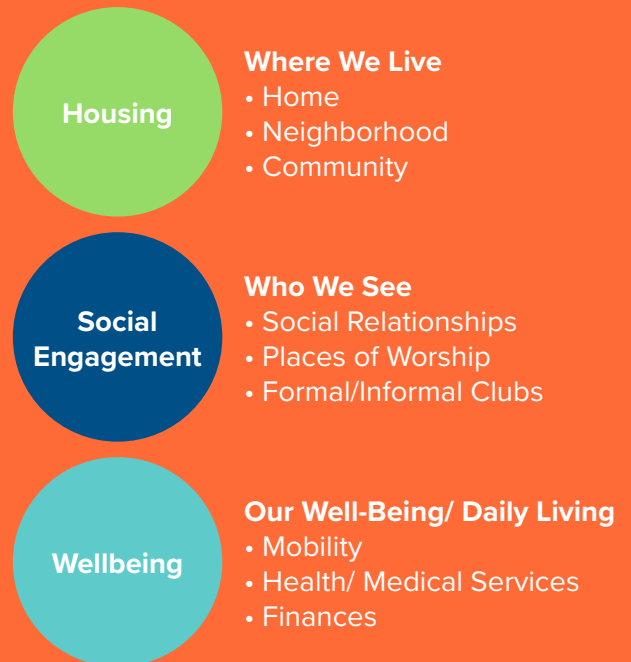 Housing
Where We Live
• Home
• Neighborhood
• Community
Social
Engagement
Who We See
• Social Relationships
• Places of Worship
• Formal/Informal Clubs
Wellbeing
Our Well-Being/ Daily Living
• Mobility
• Health/ Medical Services
• Finances